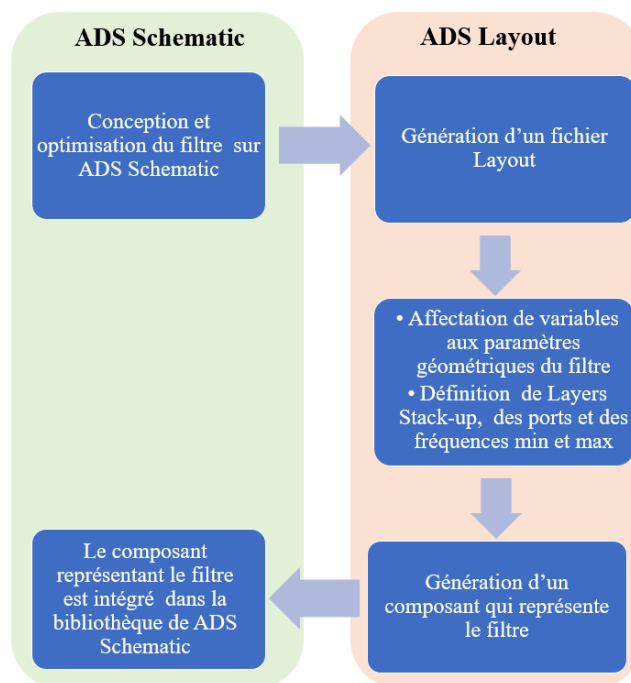 ADS Schematic
Conception et
optimisation du filtre sur
ADS Schematic
ADS Layout
Génération d'un fichier
Layout
• Affectation de variables
aux paramètres
géométriques du filtre
• Définition de Layers
Stack-up, des ports et des
fréquences min et max
Génération d'un
composant qui représente
le filtre
Le composant
représentant le filtre
est intégré dans la
bibliothèque de ADS
Schematic